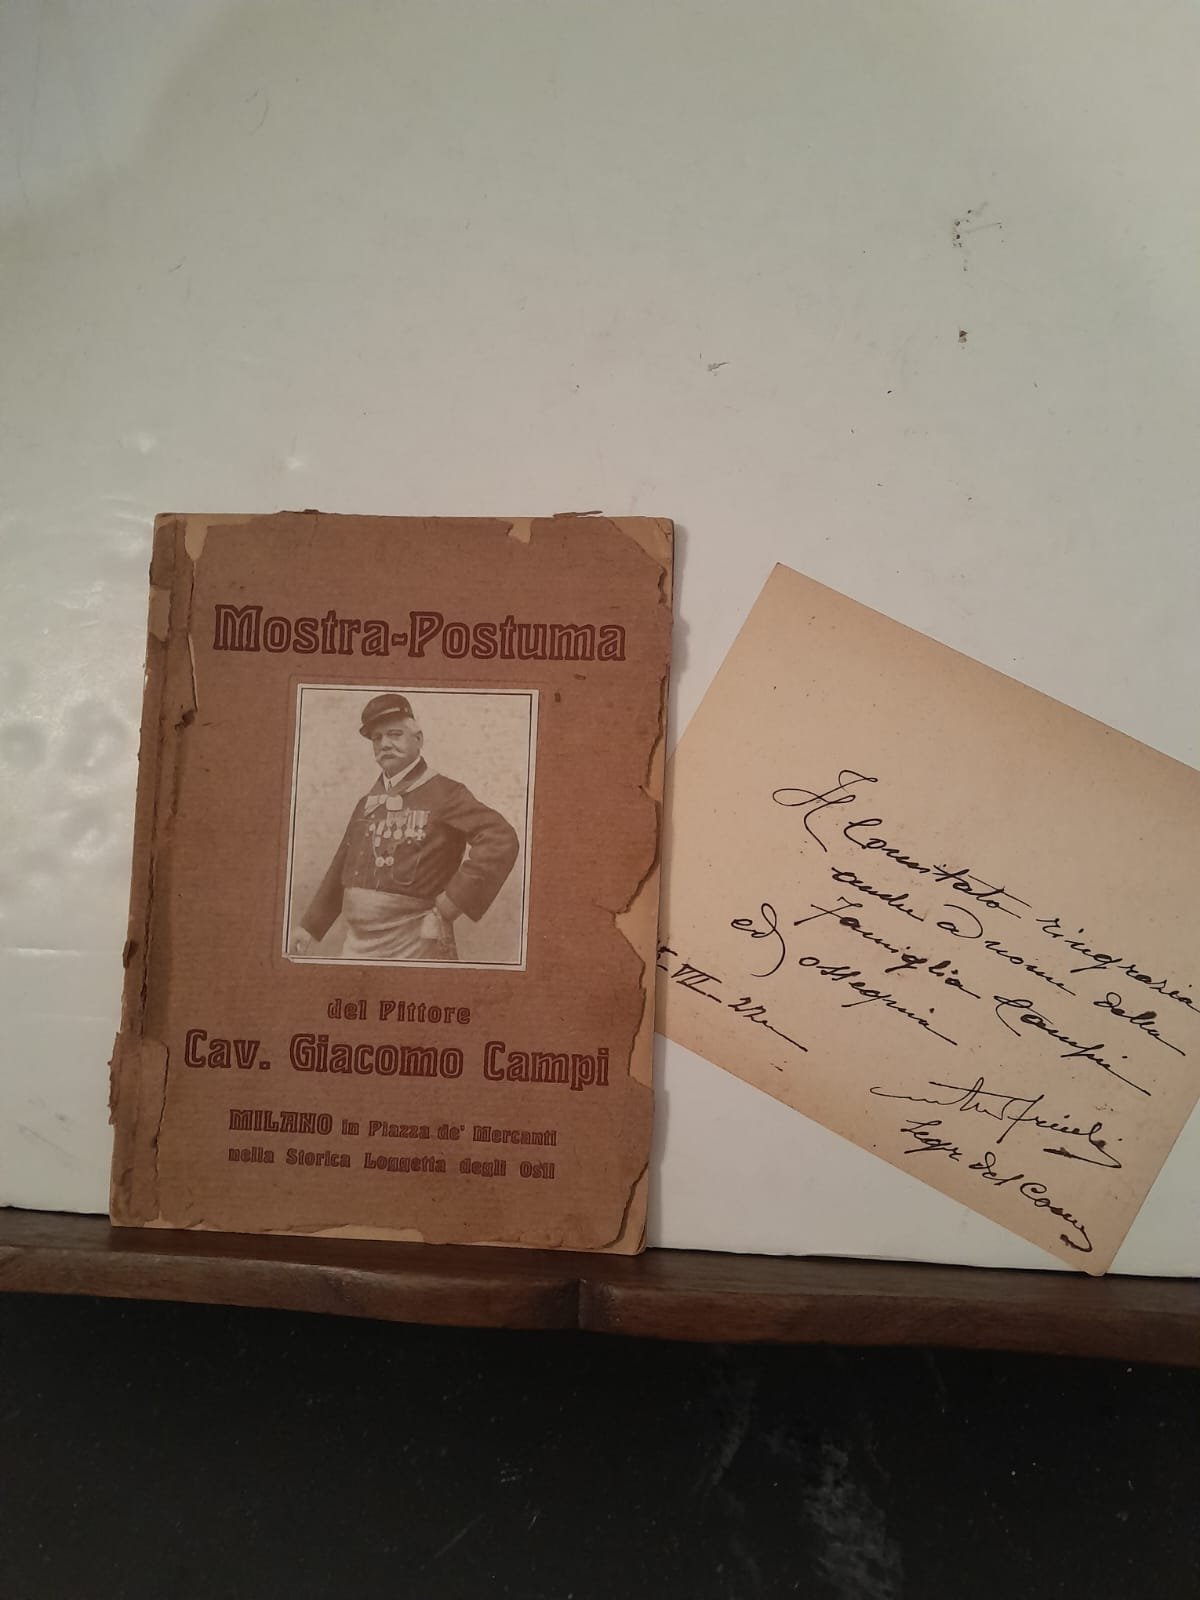 Mostra-Postuma
del Pittore
Cav. Giacomo Campi
MILANO in Piazza de' Mercanti
nella Storica Loggetta degli Osii
Il Comitato ringrazia
anche a nome della
famiglia Campi
ed ossequia
VII-22
Segr del Com